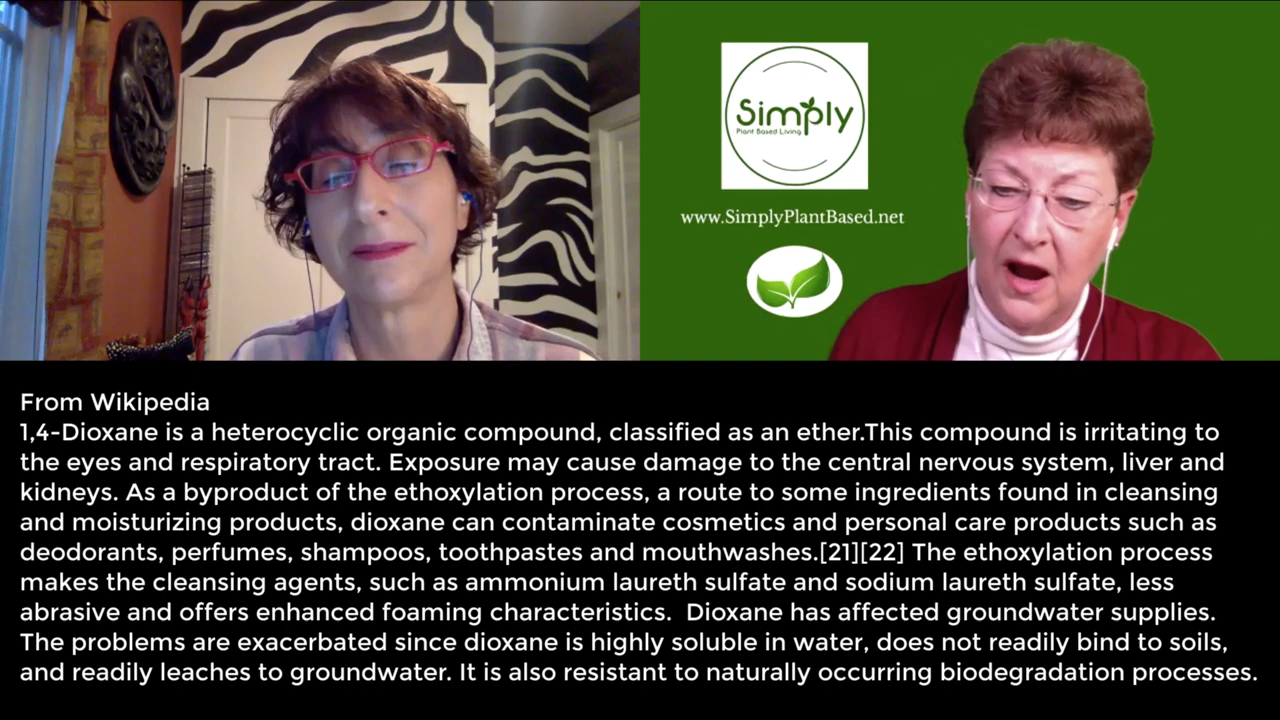 Simply
Plant Based Living
www.SimplyPlantBased.net
From Wikipedia
1,4-Dioxane is a heterocyclic organic compound, classified as an ether.This compound is irritating to
the eyes and respiratory tract. Exposure may cause damage to the central nervous system, liver and
kidneys. As a byproduct of the ethoxylation process, a route to some ingredients found in cleansing
and moisturizing products, dioxane can contaminate cosmetics and personal care products such as
deodorants, perfumes, shampoos, toothpastes and mouthwashes.[21][22] The ethoxylation process
makes the cleansing agents, such as ammonium laureth sulfate and sodium laureth sulfate, less
abrasive and offers enhanced foaming characteristics.  Dioxane has affected groundwater supplies.
The problems are exacerbated since dioxane is highly soluble in water, does not readily bind to soils,
and readily leaches to groundwater. It is also resistant to naturally occurring biodegradation processes.